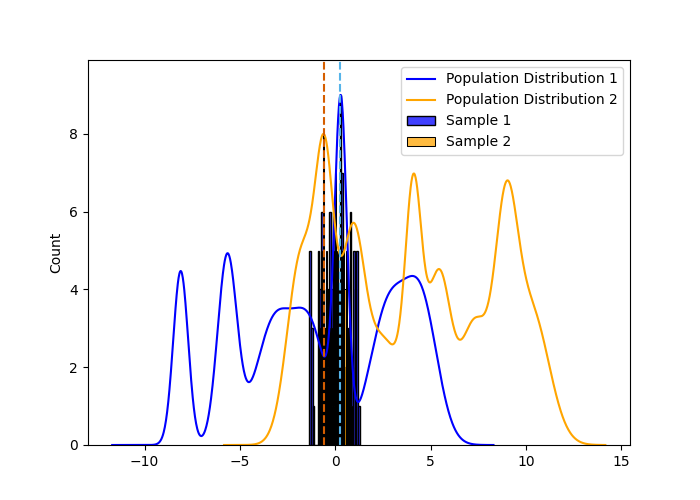 Population Distribution 1
Population Distribution 2
Sample 1
Sample 2
Count
8
6
4
2
0
−10 −5 0 5 10 15